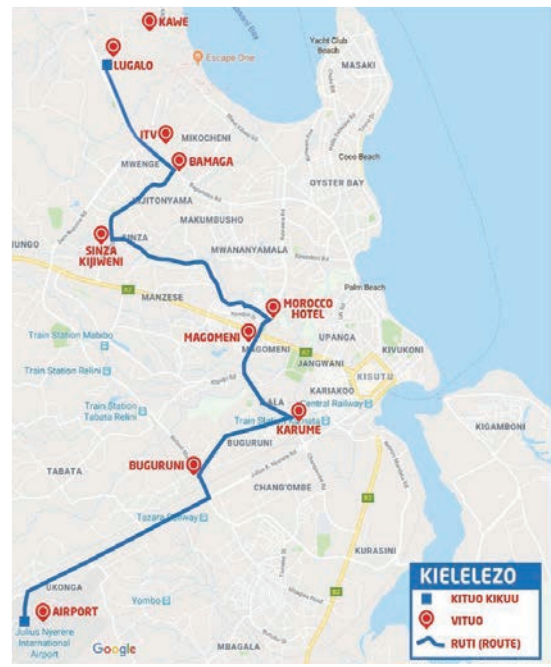 KAWE
Yacht Club
Beach
LUGALO
Escape One
MASAKI
ITV
MIKOCHENI
Coco Beach
MWENGE
BAMAGA
OYSTER BAY
IJITONYAMA
MAKUMBUSHO
SINZA
SINZA
KIJIWENI
MWANANYAMALA
Palm Beach
MANZESE
MOROCCO
HOTEL
Train Station Mabibo
MAGOMENI
MAGOMENI
UPANGA
KIVUKONI
JANGWANI
Train Station Relini
KISUTU
KARIAKOO
Train Station
Tabata Relini
Central Railway
KARUME
KIGAMBONI
BUGURUNI
BUGURUNI
TABATA
CHANG'OMBE
Tazara Railway
KURASINI
UKONGA
Yombo
AIRPORT
Julius Nyerere
International
Airport
Google
MBAGALA
KIELELEZO
KITUO KIKUU
VITUO
RUTI (ROUTE)